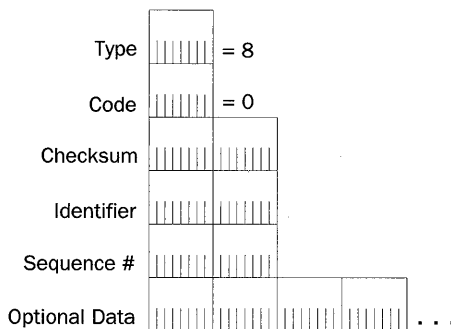 Type = 8
Code = 0
Checksum
Identifier
Sequence #
Optional Data . . .